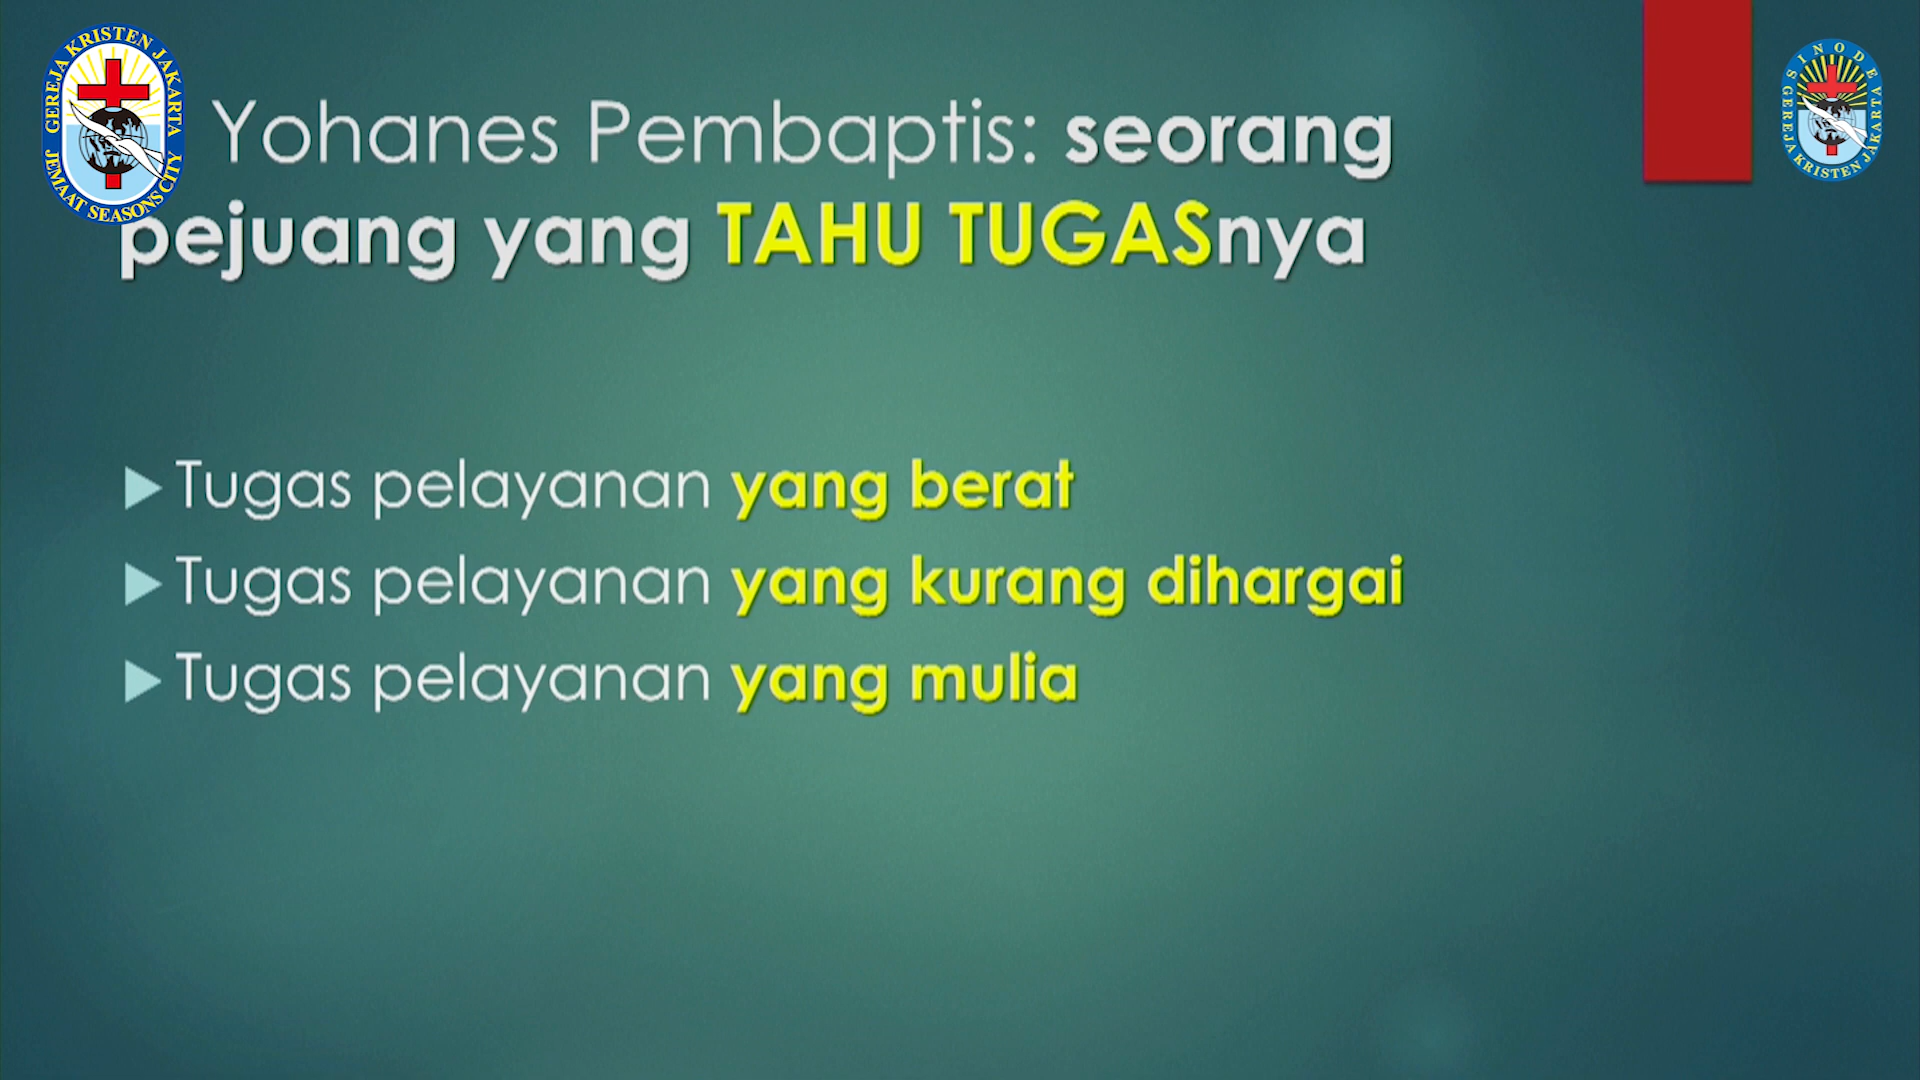 GEREJA KRISTEN JAKARTA
JEMAAT SEASONS CITY
SINODE
GEREJA KRISTEN JAKARTA
Yohanes Pembaptis: seorang
pejuang yang TAHU TUGASnya
Tugas pelayanan yang berat
Tugas pelayanan yang kurang dihargai
Tugas pelayanan yang mulia